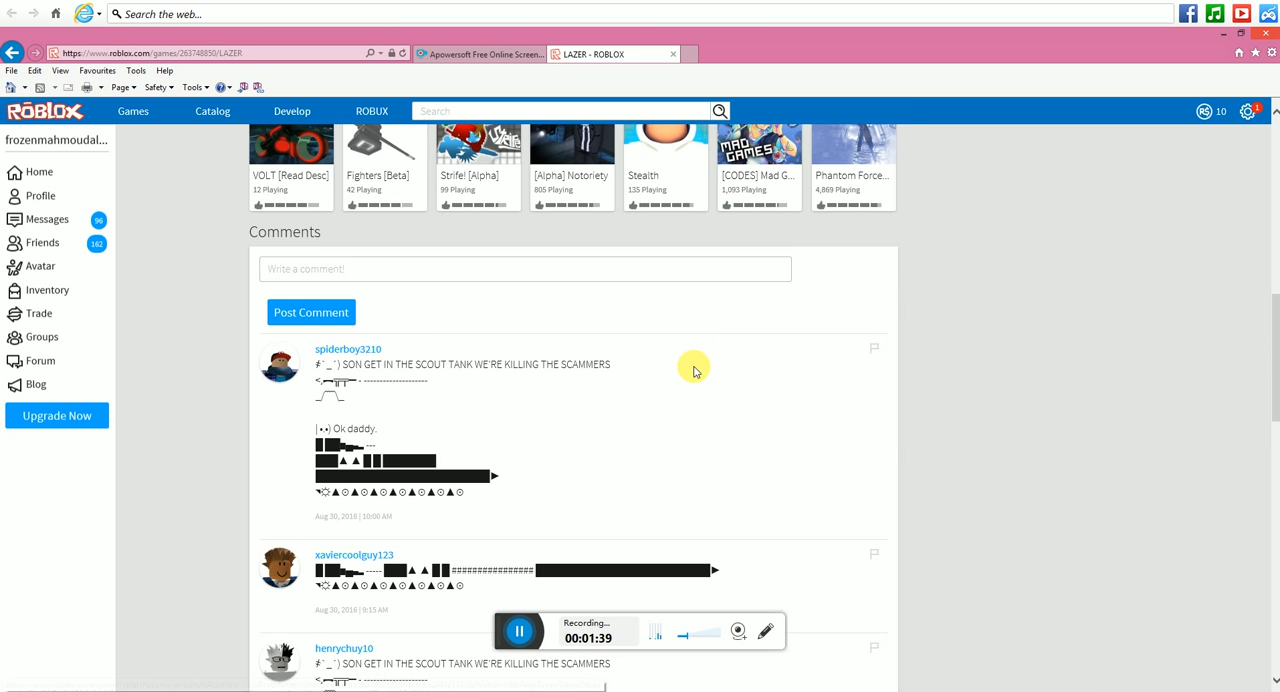 Search the web...
https://www.roblox.com/games/263748850/LAZER
Apowersoft Free Online Screen...
LAZER - ROBLOX
File Edit View Favourites Tools Help
Page Safety Tools
ROBLOX Games Catalog Develop ROBUX Search 10 1
frozenmahmoudal...
Home
Profile
Messages 96
Friends 162
Avatar
Inventory
Trade
Groups
Forum
Blog
Upgrade Now
VOLT [Read Desc]
12 Playing
Fighters [Beta]
42 Playing
Strife! [Alpha]
99 Playing
[Alpha] Notoriety
805 Playing
Stealth
135 Playing
[CODES] Mad G...
1,093 Playing
Phantom Force...
4,869 Playing
Comments
Write a comment!
Post Comment
spiderboy3210
SON GET IN THE SCOUT TANK WE'RE KILLING THE SCAMMERS
| •.•) Ok daddy.
◥☼▲⊙▲⊙▲⊙▲⊙▲⊙▲⊙
Aug 30, 2016 | 10:00 AM
xaviercoolguy123
################
◥☼▲⊙▲⊙▲⊙▲⊙▲⊙▲⊙
Aug 30, 2016 | 9:15 AM
henrychuy10
SON GET IN THE SCOUT TANK WE'RE KILLING THE SCAMMERS
Recording...
00:01:39